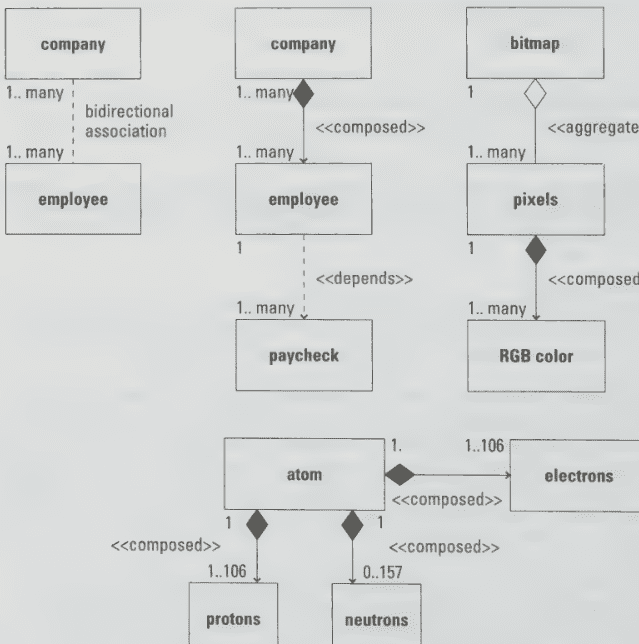 company
1.. many
bidirectional
association
1.. many
employee
company
1.. many
<<composed>>
1.. many
employee
1
<<depends>>
1.. many
paycheck
bitmap
1
<<aggregate
1.. many
pixels
1
<<composed
1.. many
RGB color
atom
1.
1..106
<<composed>>
electrons
1
1
<<composed>>
<<composed>>
1..106
0..157
protons
neutrons